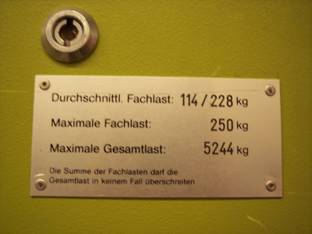 Durchschnittl. Fachlast: 114/228 kg
Maximale Fachlast: 250 kg
Maximale Gesamtlast: 5244 kg
Die Summe der Fachlasten darf die
Gesamtlast in keinem Fall überschreiten